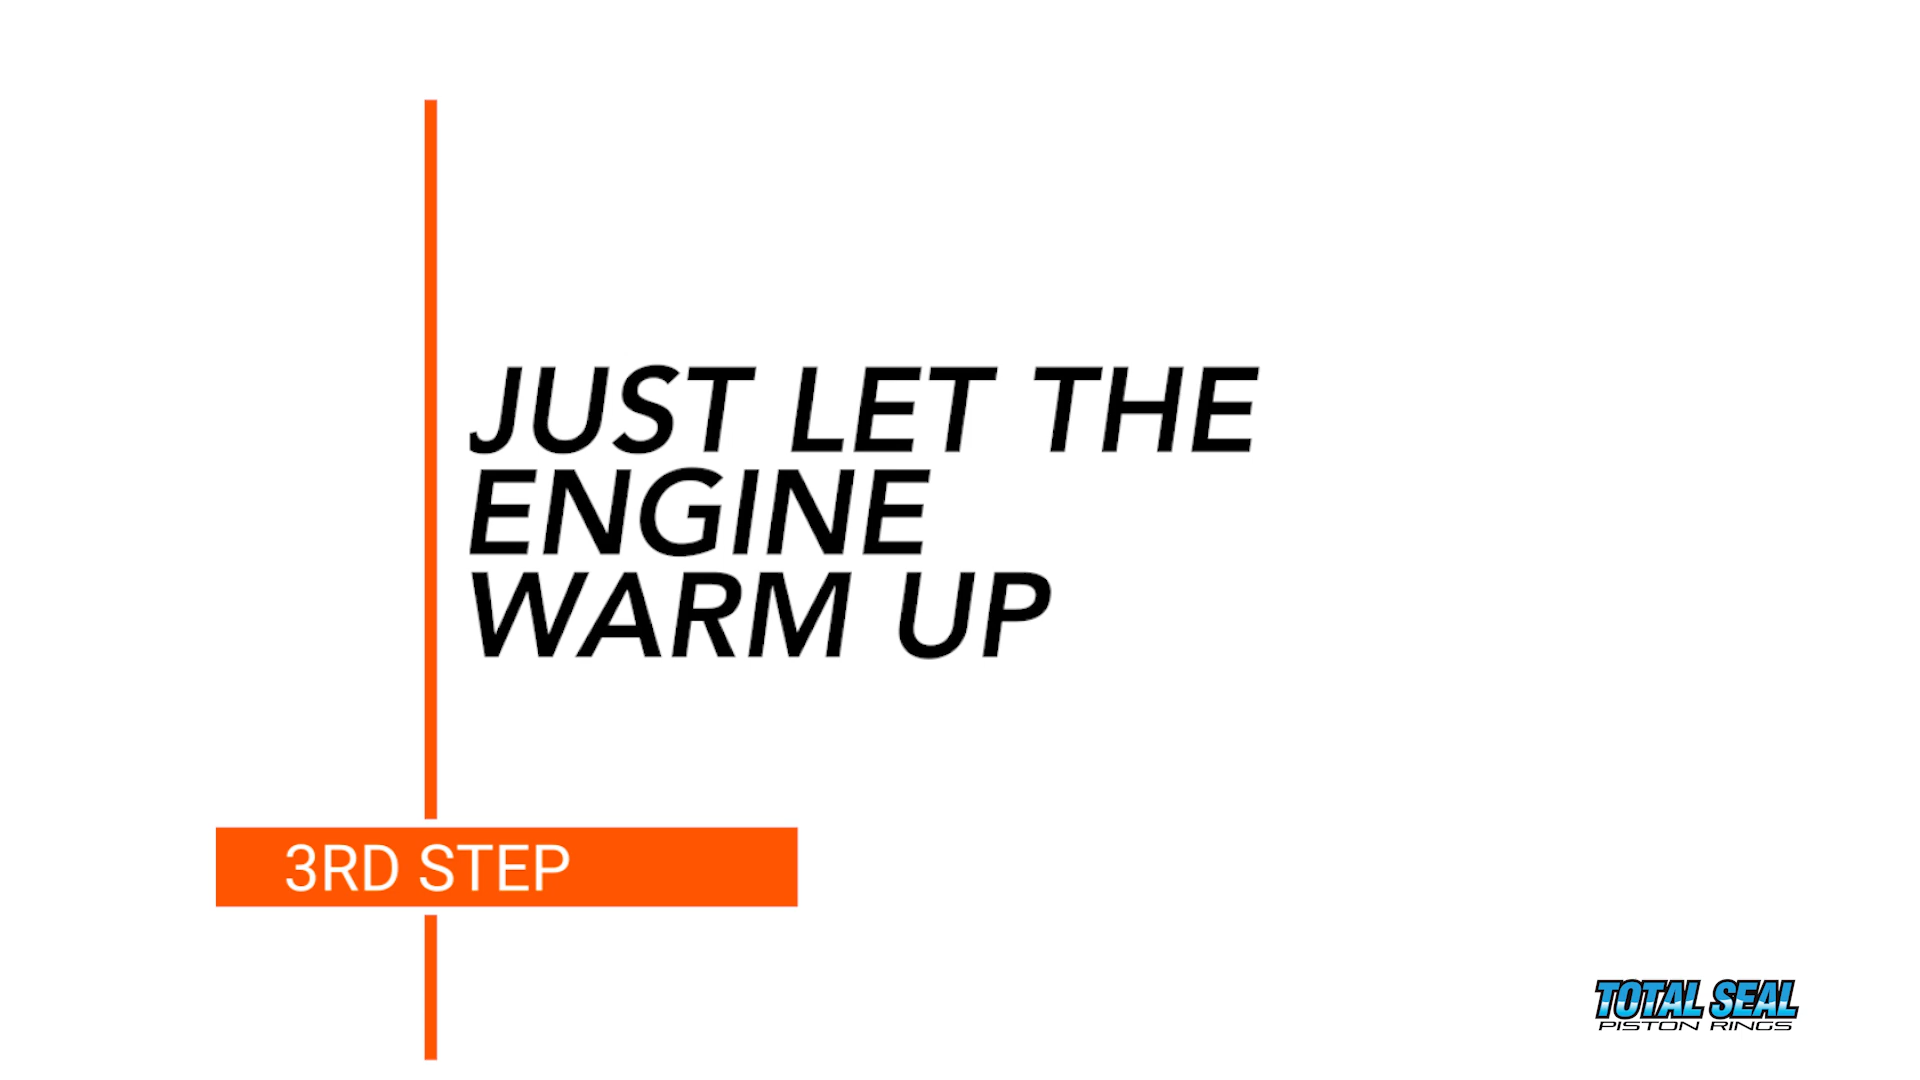 JUST LET THE
ENGINE
WARM UP
3RD STEP
TOTAL SEAL
PISTON RINGS